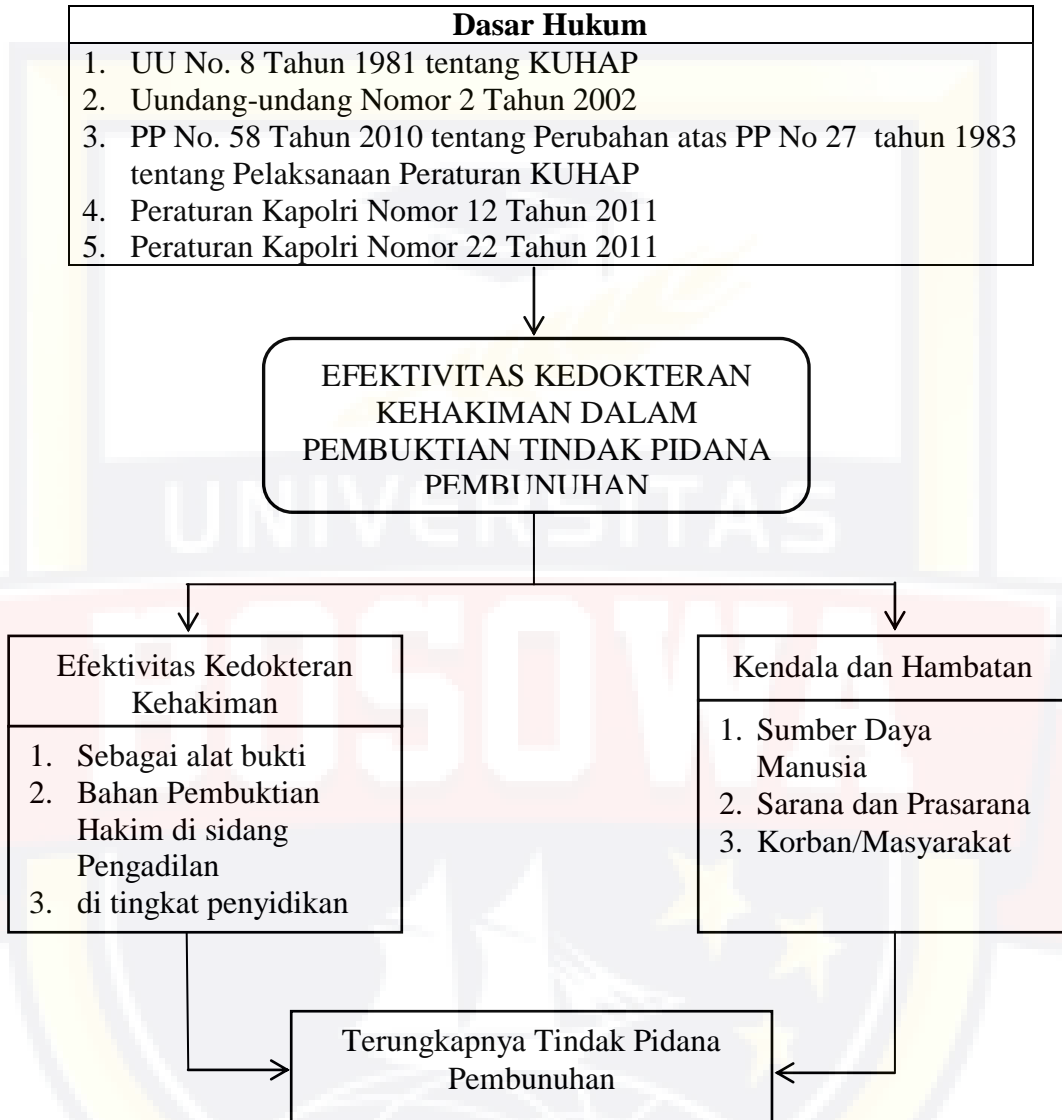 Dasar Hukum
1. UU No. 8 Tahun 1981 tentang KUHAP
2. Uundang-undang Nomor 2 Tahun 2002
3. PP No. 58 Tahun 2010 tentang Perubahan atas PP No 27 tahun 1983
tentang Pelaksanaan Peraturan KUHAP
4. Peraturan Kapolri Nomor 12 Tahun 2011
5. Peraturan Kapolri Nomor 22 Tahun 2011
EFEKTIVITAS KEDOKTERAN
KEHAKIMAN DALAM
PEMBUKTIAN TINDAK PIDANA
PEMBUNUHAN
UNIVERSITAS
BOSOWA
Efektivitas Kedokteran
Kehakiman
1. Sebagai alat bukti
2. Bahan Pembuktian
Hakim di sidang
Pengadilan
3. di tingkat penyidikan
Kendala dan Hambatan
1. Sumber Daya
Manusia
2. Sarana dan Prasarana
3. Korban/Masyarakat
Terungkapnya Tindak Pidana
Pembunuhan